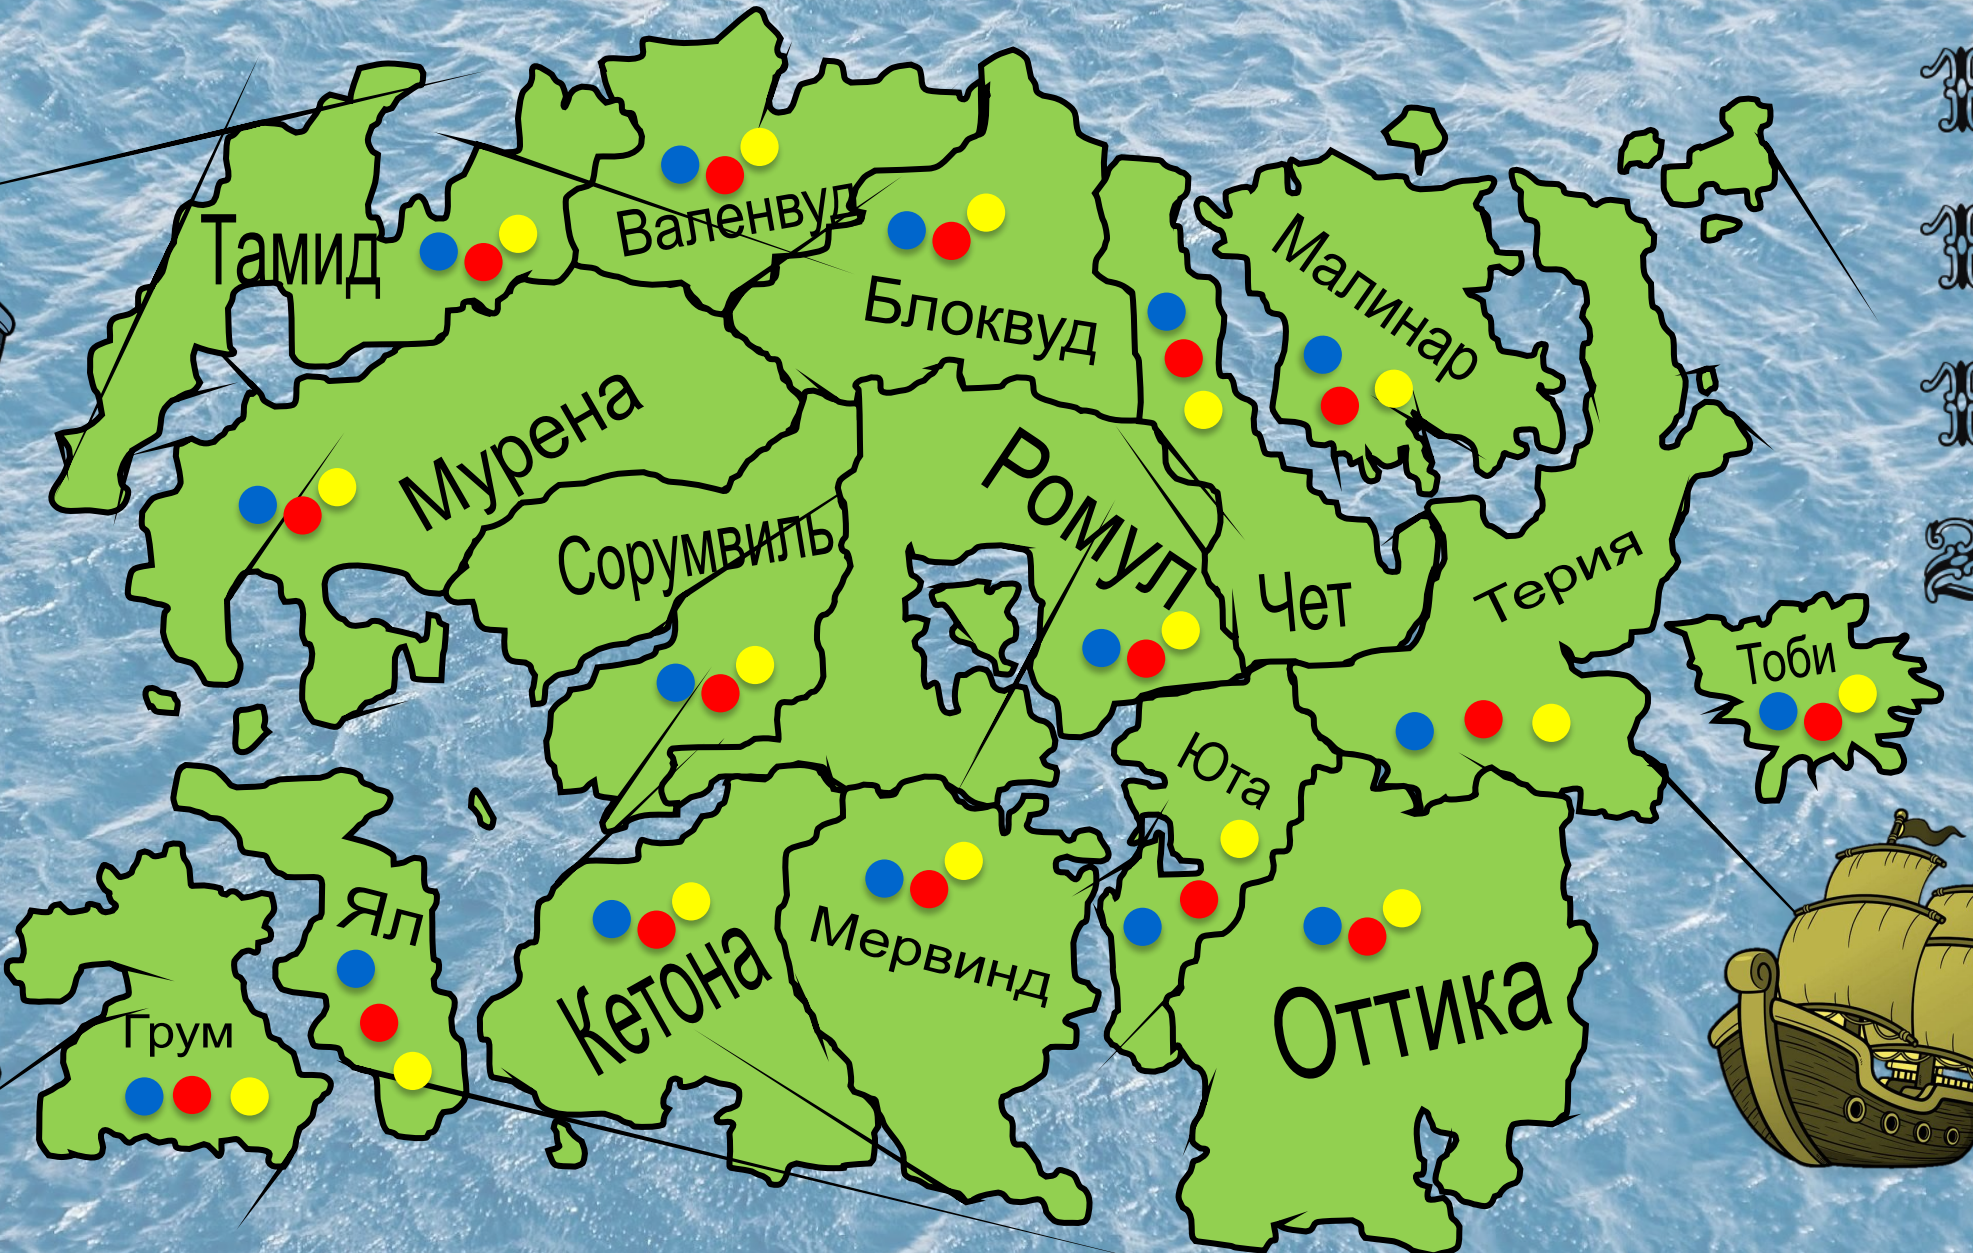 Тамид
Валенвуд
Блоквуд
Малинар
Мурена
Сорумвиль
Ромул
Чет
Терия
Тоби
Юта
Ял
Грум
Кетона
Мервинд
Оттика